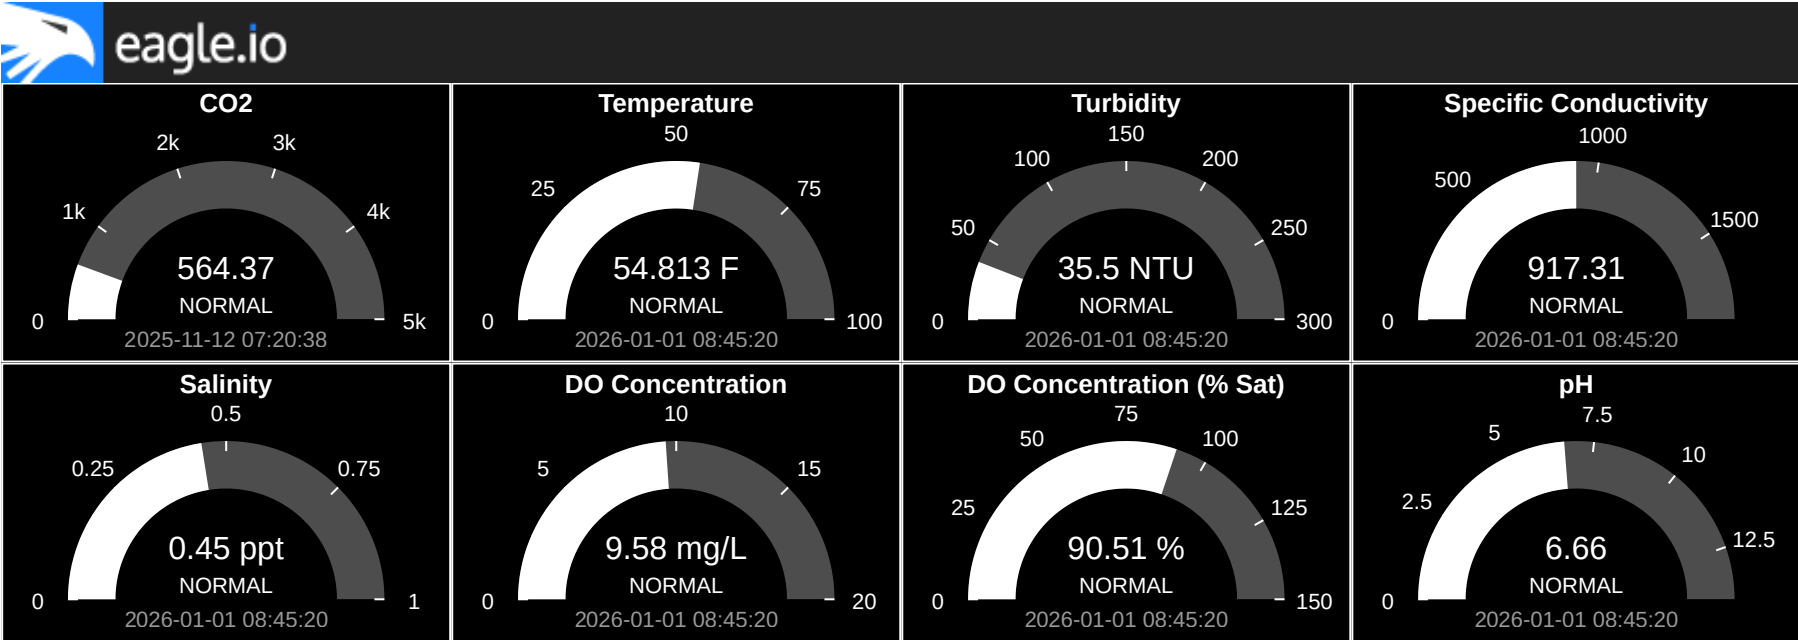 eagle.io
CO2
2k
3k
1k
4k
564.37
NORMAL
0
5k
2025-11-12 07:20:38
Temperature
50
25
75
54.813 F
NORMAL
0
100
2026-01-01 08:45:20
Turbidity
150
100
200
50
250
35.5 NTU
NORMAL
0
300
2026-01-01 08:45:20
Specific Conductivity
1000
500
1500
917.31
NORMAL
0
2026-01-01 08:45:20
Salinity
0.5
0.25
0.75
0.45 ppt
NORMAL
0
1
2026-01-01 08:45:20
DO Concentration
10
5
15
9.58 mg/L
NORMAL
0
20
2026-01-01 08:45:20
DO Concentration (% Sat)
75
50
100
25
125
90.51 %
NORMAL
0
150
2026-01-01 08:45:20
pH
7.5
5
10
2.5
12.5
6.66
NORMAL
0
2026-01-01 08:45:20